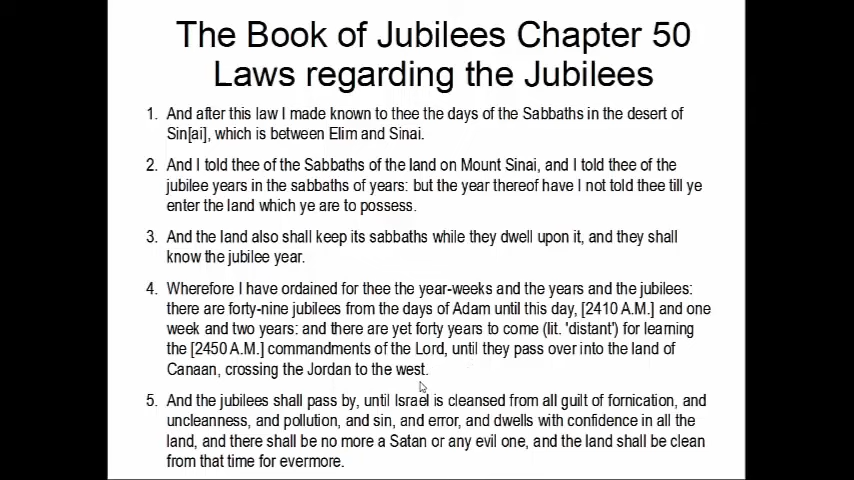 The Book of Jubilees Chapter 50
Laws regarding the Jubilees
1. And after this law I made known to thee the days of the Sabbaths in the desert of
Sin[ai], which is between Elim and Sinai.
2. And I told thee of the Sabbaths of the land on Mount Sinai, and I told thee of the
jubilee years in the sabbaths of years: but the year thereof have I not told thee till ye
enter the land which ye are to possess.
3. And the land also shall keep its sabbaths while they dwell upon it, and they shall
know the jubilee year.
4. Wherefore I have ordained for thee the year-weeks and the years and the jubilees:
there are forty-nine jubilees from the days of Adam until this day, [2410 A.M.] and one
week and two years: and there are yet forty years to come (lit. 'distant') for learning
the [2450 A.M.] commandments of the Lord, until they pass over into the land of
Canaan, crossing the Jordan to the west.
5. And the jubilees shall pass by, until Israel is cleansed from all guilt of fornication, and
uncleanness, and pollution, and sin, and error, and dwells with confidence in all the
land, and there shall be no more a Satan or any evil one, and the land shall be clean
from that time for evermore.